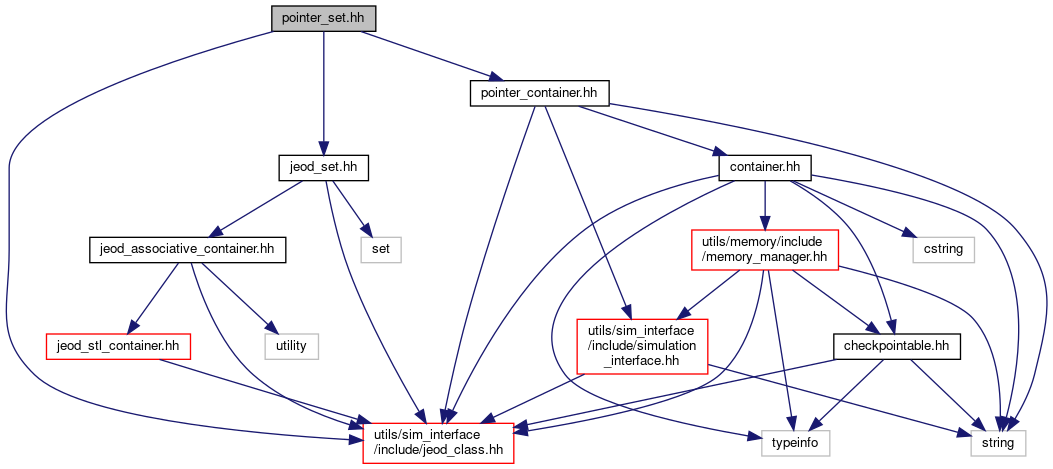 pointer_set.hh
pointer_container.hh
jeod_set.hh
container.hh
jeod_associative_container.hh
set
utils/memory/include
/memory_manager.hh
cstring
jeod_stl_container.hh
utility
utils/sim_interface
/include/simulation
_interface.hh
checkpointable.hh
utils/sim_interface
/include/jeod_class.hh
typeinfo
string